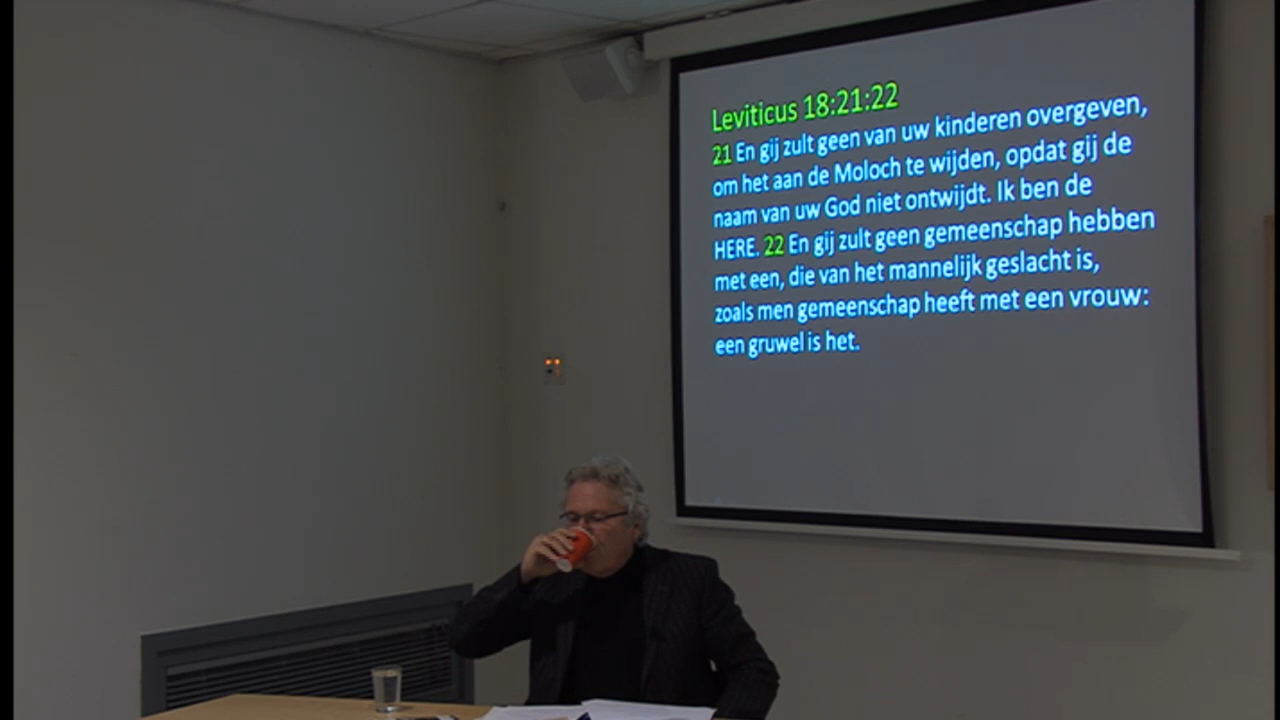 Leviticus 18:21:22
21 En gij zult geen van uw kinderen overgeven,
om het aan de Moloch te wijden, opdat gij de
naam van uw God niet ontwijdt. Ik ben de
HERE. 22 En gij zult geen gemeenschap hebben
met een, die van het mannelijk geslacht is,
zoals men gemeenschap heeft met een vrouw:
een gruwel is het.